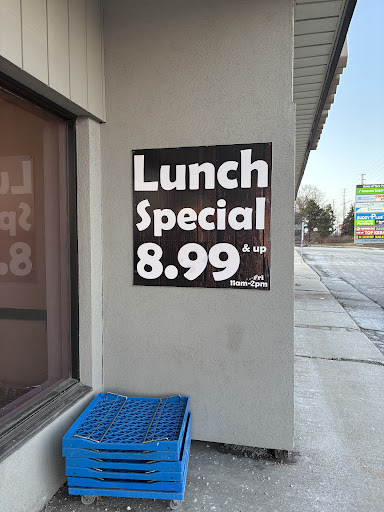 Lunch
Special
8.99 & up
11am-2pm